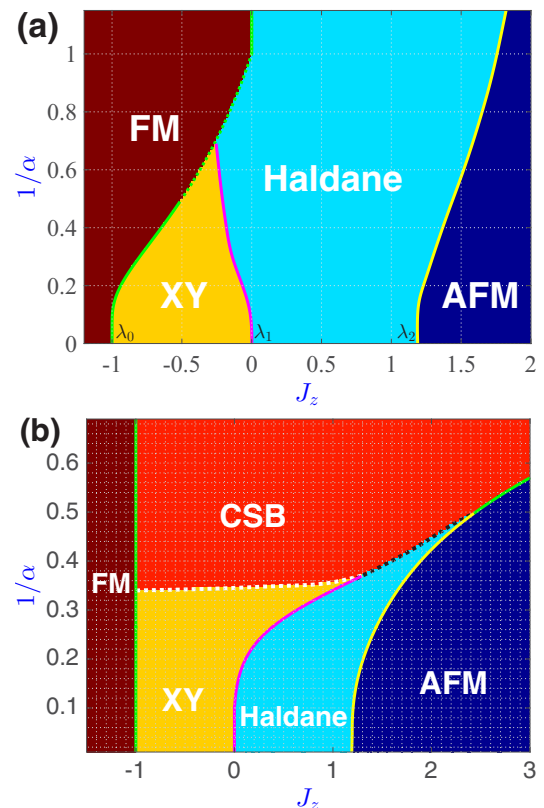 (a)
1
0.8
0.6
0.4
0.2
0
1/α
FM
Haldane
XY
AFM
λ₀ λ₁ λ₂
-1 -0.5 0 0.5 1 1.5 2
J_z
(b)
0.6
0.5
0.4
0.3
0.2
0.1
1/α
CSB
FM
XY
Haldane
AFM
-1 0 1 2 3
J_z